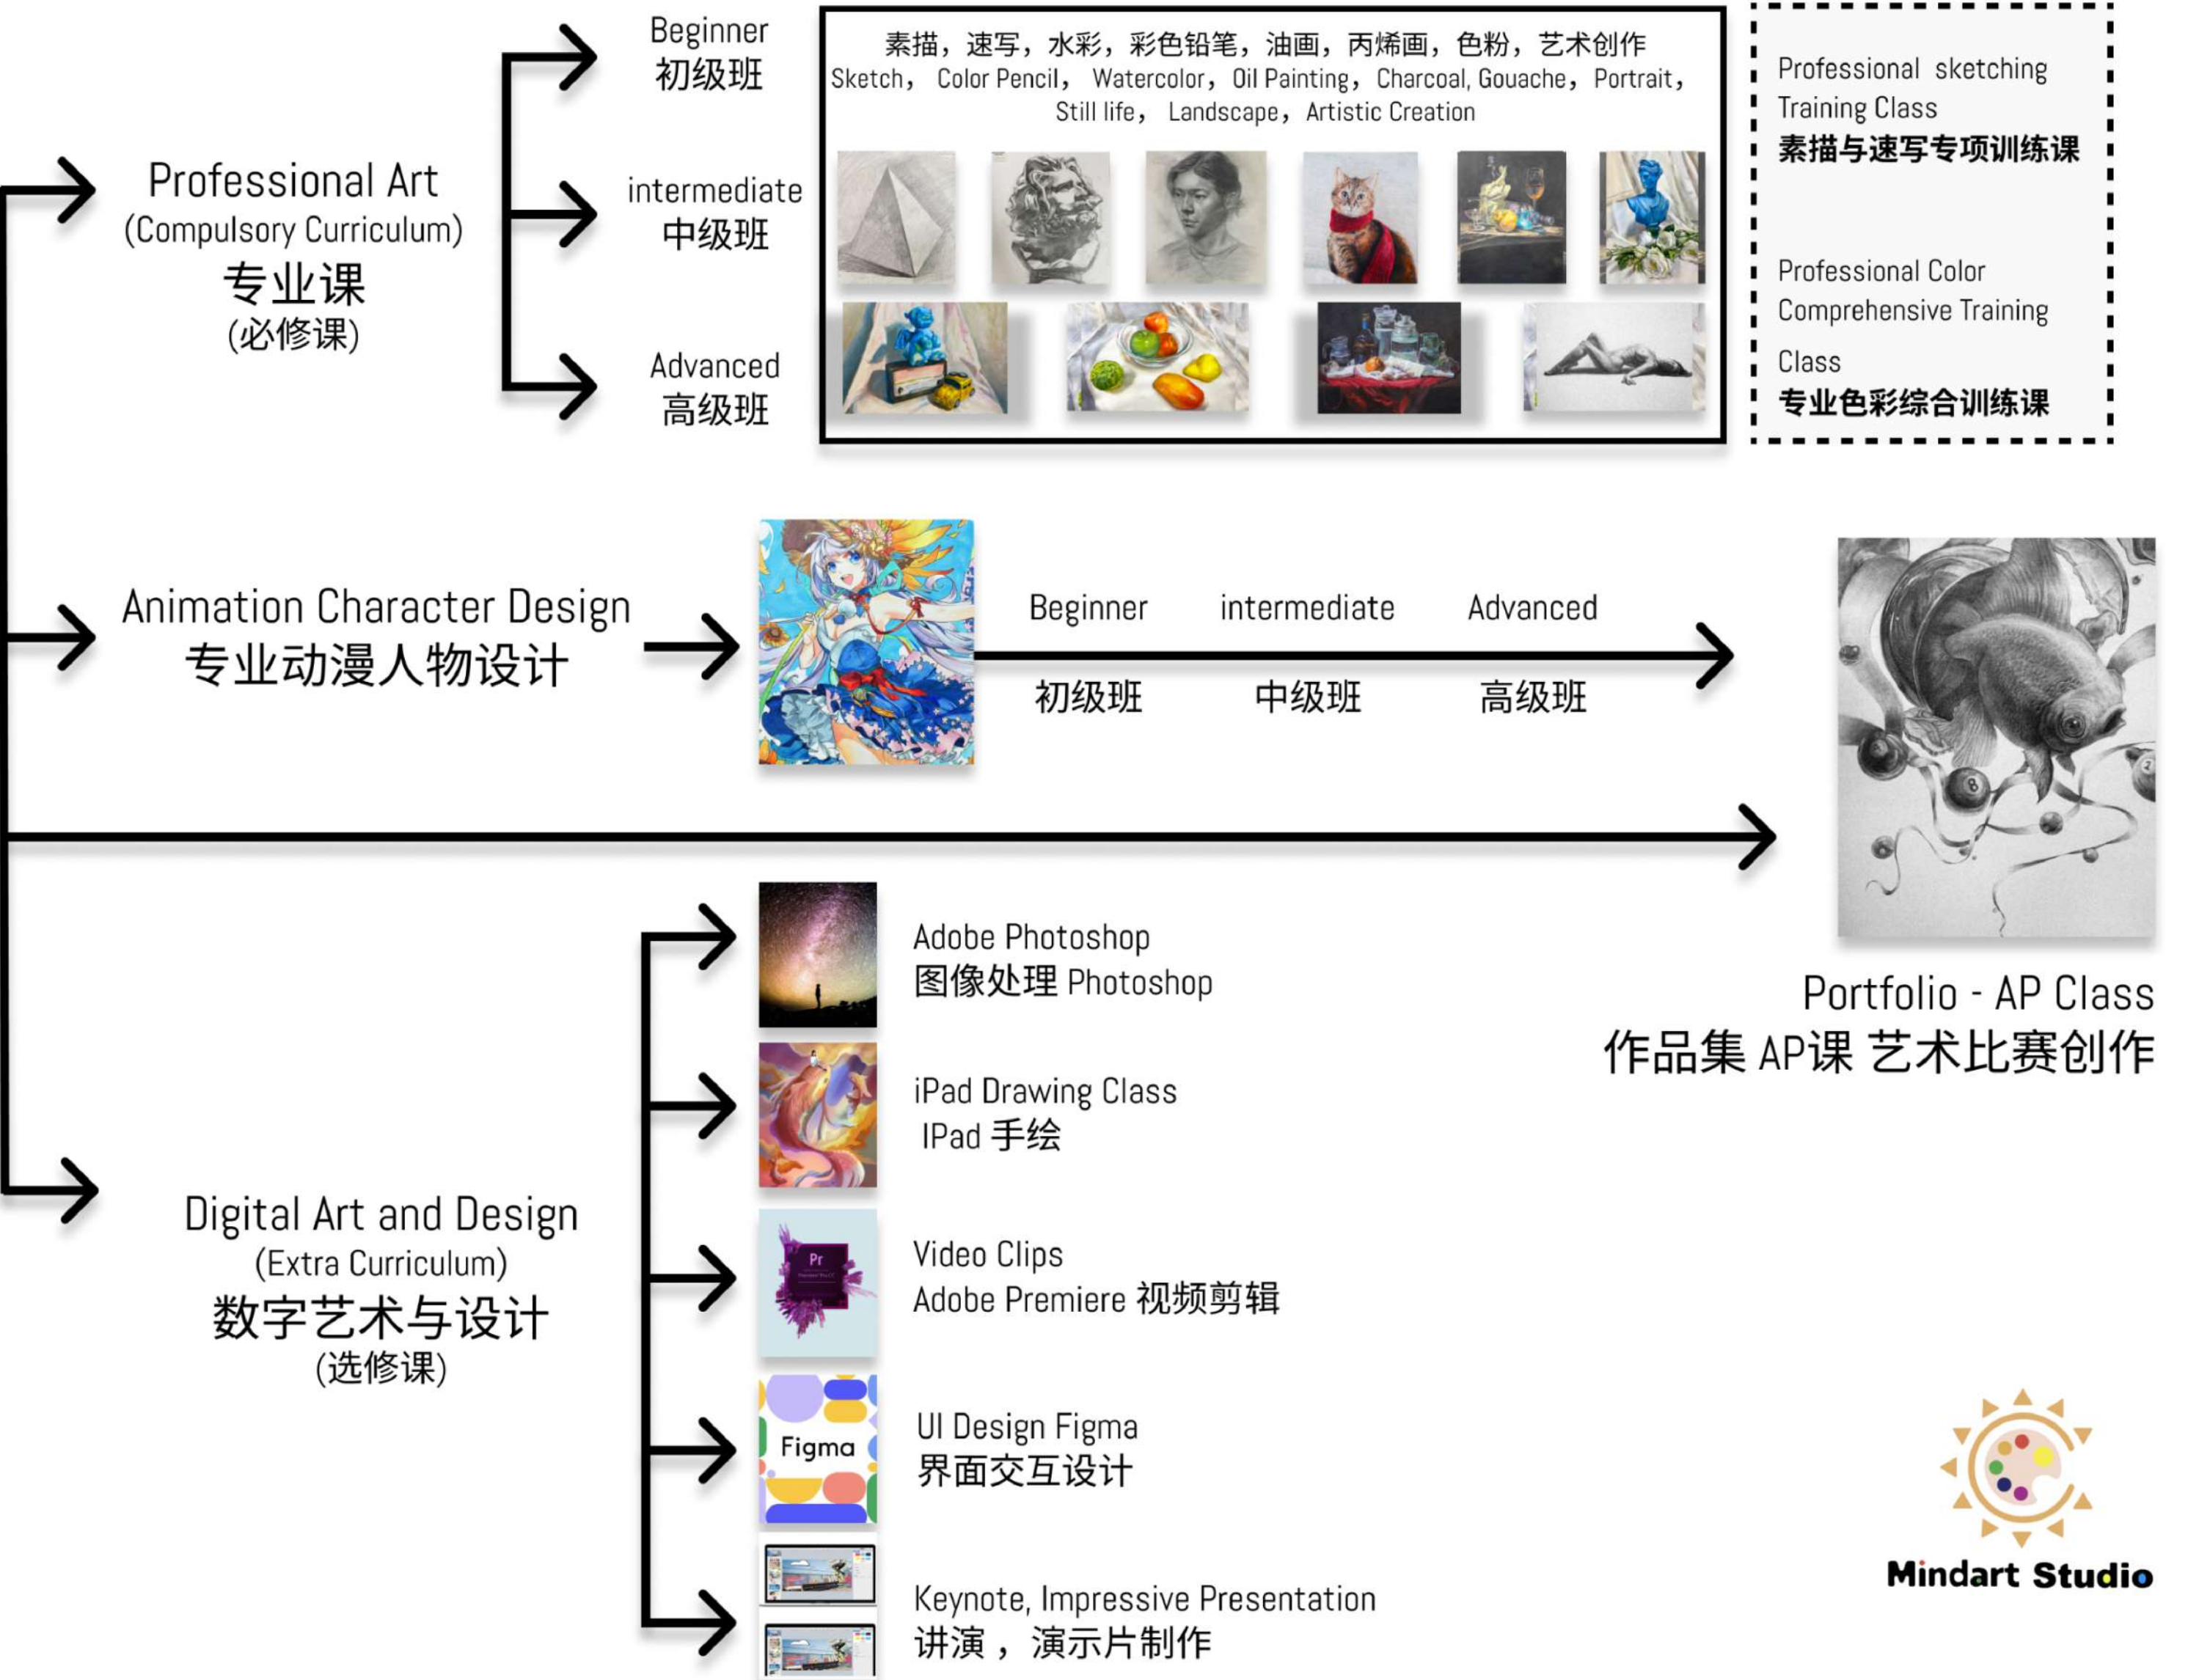 Beginner
初级班
素描，速写，水彩，彩色铅笔，油画，丙烯画，色粉，艺术创作
Sketch， Color Pencil， Watercolor，Oil Painting，Charcoal, Gouache，Portrait，
Still life， Landscape，Artistic Creation
Professional sketching
Training Class
素描与速写专项训练课
Professional Art
(Compulsory Curriculum)
专业课
(必修课)
intermediate
中级班
Professional Color
Comprehensive Training
Class
专业色彩综合训练课
Advanced
高级班
Animation Character Design
专业动漫人物设计
Beginner intermediate Advanced
初级班 中级班 高级班
8
2
Portfolio - AP Class
作品集 AP课 艺术比赛创作
Digital Art and Design
(Extra Curriculum)
数字艺术与设计
(选修课)
Adobe Photoshop
图像处理 Photoshop
iPad Drawing Class
IPad 手绘
Pr
Video Clips
Adobe Premiere 视频剪辑
Figma
UI Design Figma
界面交互设计
Keynote, Impressive Presentation
讲演 ，演示片制作
Mindart Studio